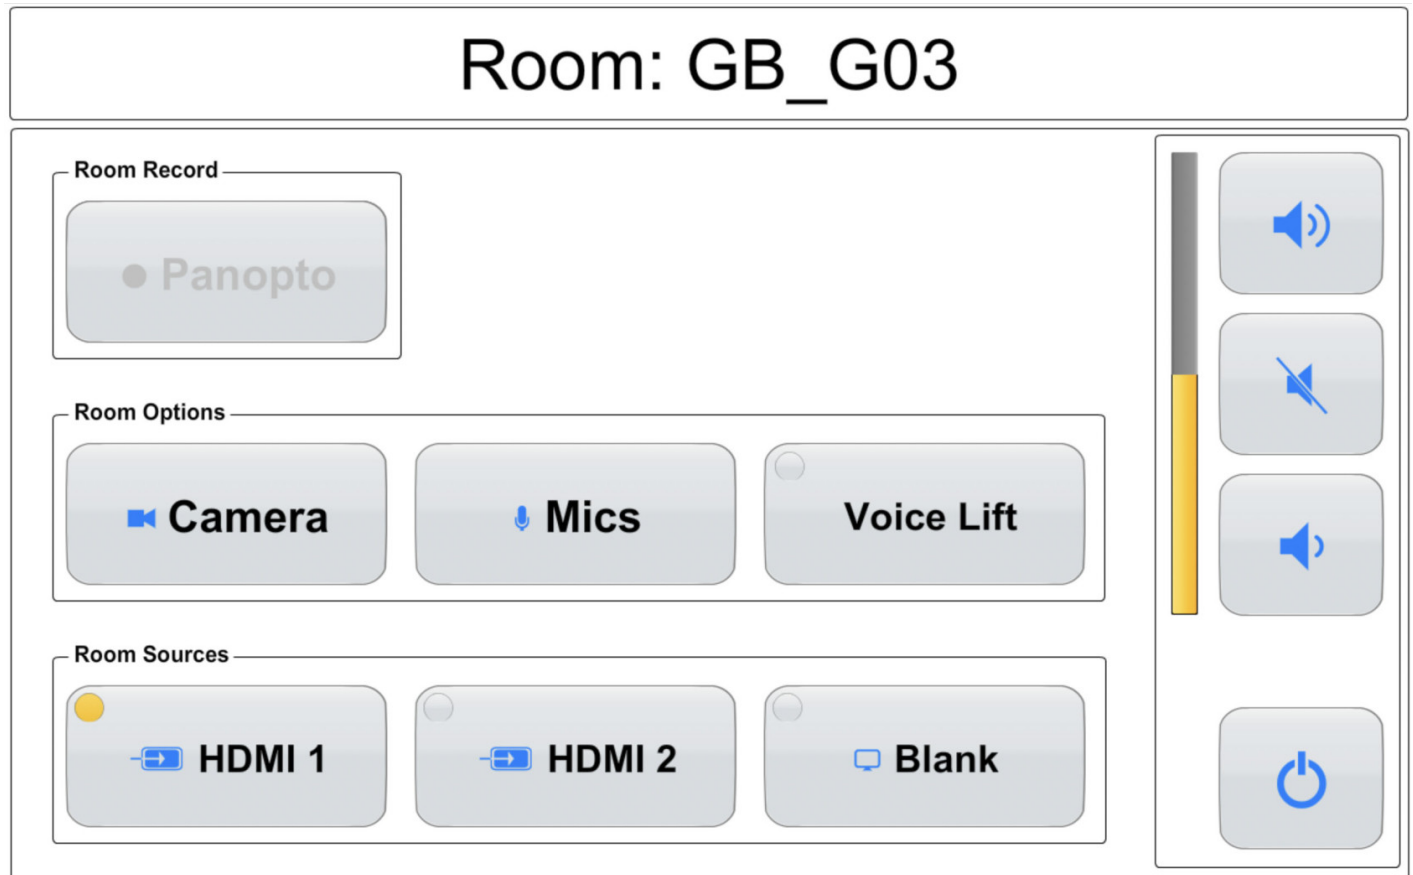 Room: GB_G03
Room Record
Panopto
Room Options
Camera
Mics
Voice Lift
Room Sources
HDMI 1
HDMI 2
Blank